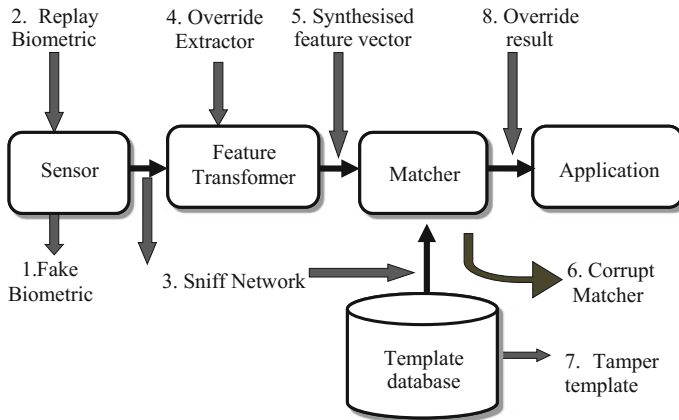 2. Replay
Biometric
4. Override
Extractor
5. Synthesised
feature vector
8. Override
result
Sensor
Feature
Transformer
Matcher
Application
1.Fake
Biometric
3. Sniff Network
6. Corrupt
Matcher
Template
database
7. Tamper
template